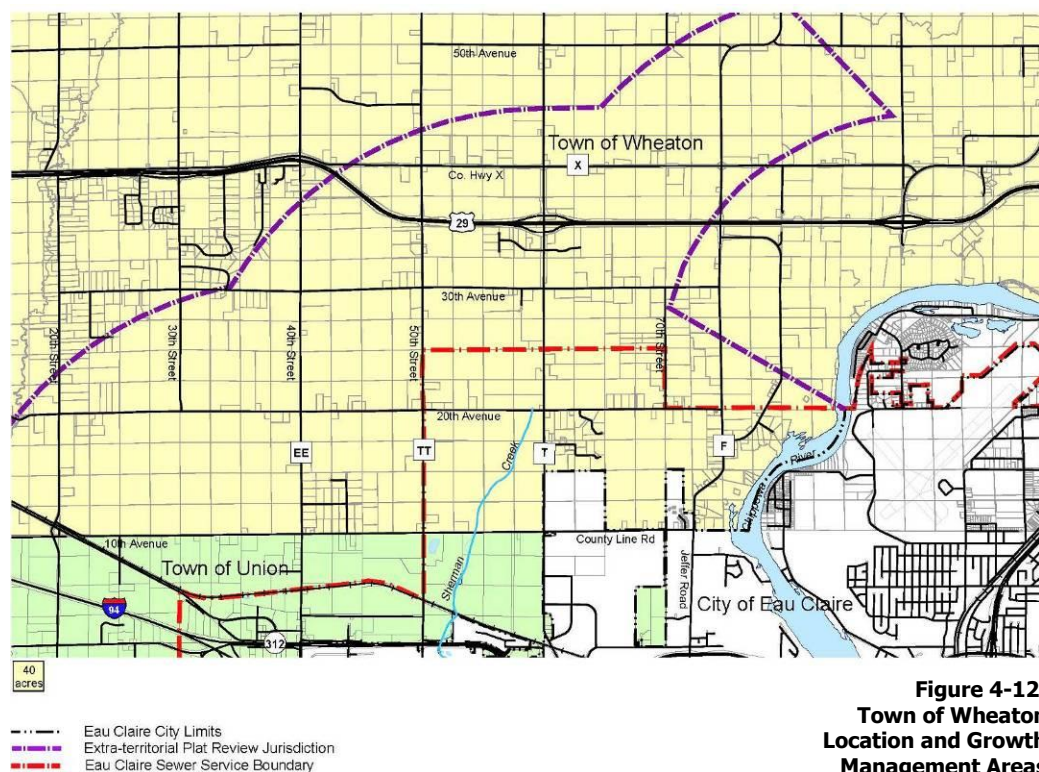 50th Avenue
Town of Wheaton
X
Co. Hwy X
29
30th Avenue
20th Street
30th Street
40th Street
50th Street
70th Street
20th Avenue
EE
TT
T
F
Creek
Sherman
Chippewa
River
10th Avenue
Town of Union
County Line Rd
Jeffer Road
City of Eau Claire
94
312
40
acres
Eau Claire City Limits
Extra-territorial Plat Review Jurisdiction
Eau Claire Sewer Service Boundary
Figure 4-12
Town of Wheaton
Location and Growth
Management Areas